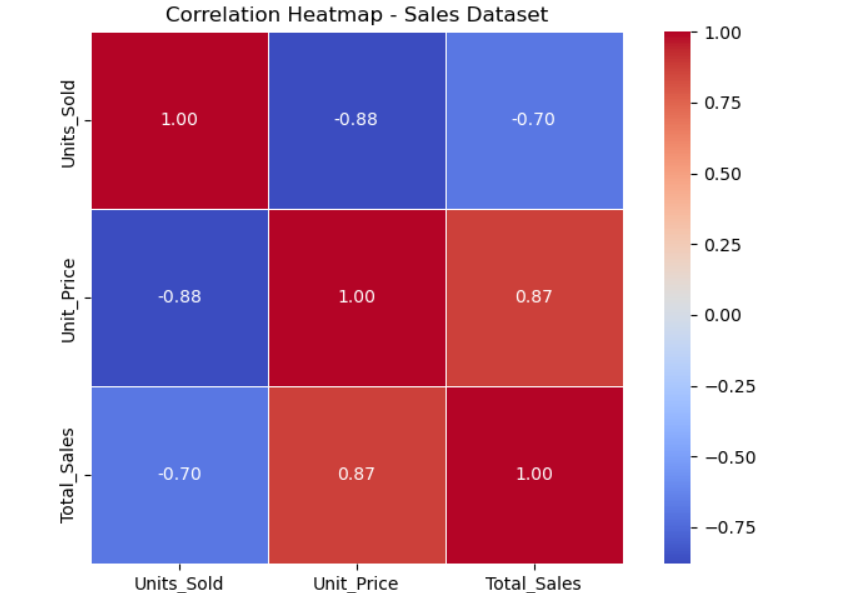 Correlation Heatmap - Sales Dataset
Units_Sold
1.00
-0.88
-0.70
Unit_Price
-0.88
1.00
0.87
Total_Sales
-0.70
0.87
1.00
Units_Sold
Unit_Price
Total_Sales
1.00
0.75
0.50
0.25
0.00
−0.25
−0.50
−0.75